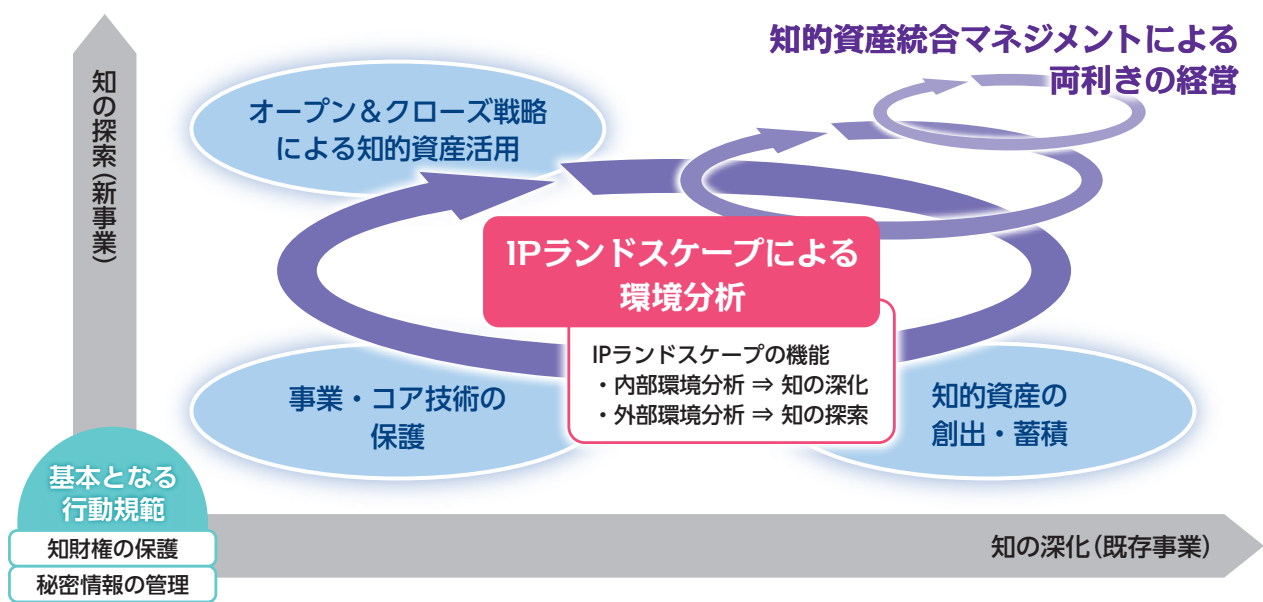 知的資産統合マネジメントによる
両利きの経営
知の探索(新事業)
オープン＆クローズ戦略
による知的資産活用
IPランドスケープによる
環境分析
IPランドスケープの機能
・内部環境分析 ⇒ 知の深化
・外部環境分析 ⇒ 知の探索
事業・コア技術の
保護
知的資産の
創出・蓄積
基本となる
行動規範
知財権の保護
秘密情報の管理
知の深化(既存事業)